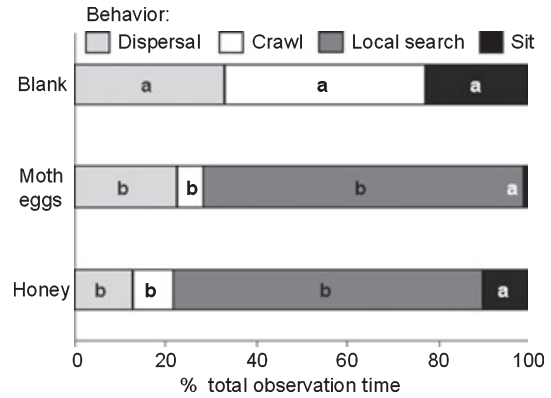 Behavior:
Dispersal Crawl Local search Sit
Blank a a a
Moth eggs b b b a
Honey b b b a
0 20 40 60 80 100
% total observation time